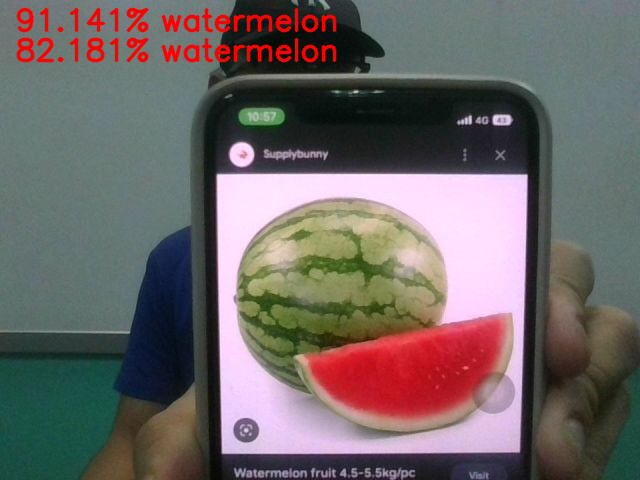 91.141% watermelon
82.181% watermelon
10:57
4G 43
Supplybunny
Watermelon fruit 4.5-5.5kg/pc
Visit